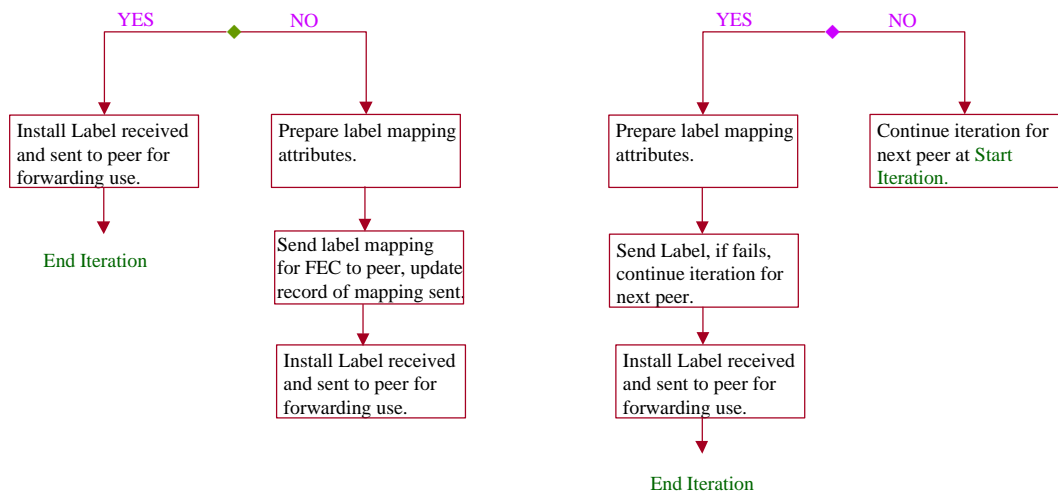 YES
NO
Install Label received
and sent to peer for
forwarding use.
End Iteration
Prepare label mapping
attributes.
Send label mapping
for FEC to peer, update
record of mapping sent.
Install Label received
and sent to peer for
forwarding use.
YES
NO
Prepare label mapping
attributes.
Send Label, if fails,
continue iteration for
next peer.
Install Label received
and sent to peer for
forwarding use.
End Iteration
Continue iteration for
next peer at Start
Iteration.